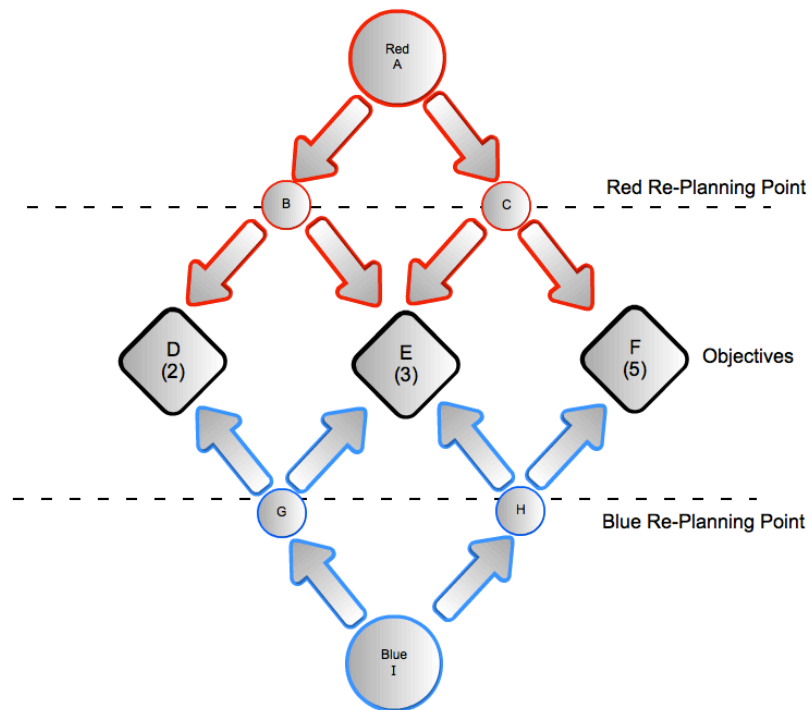 Red
A
Red Re-Planning Point
B
C
D
(2)
E
(3)
F
(5)
Objectives
G
H
Blue Re-Planning Point
Blue
I